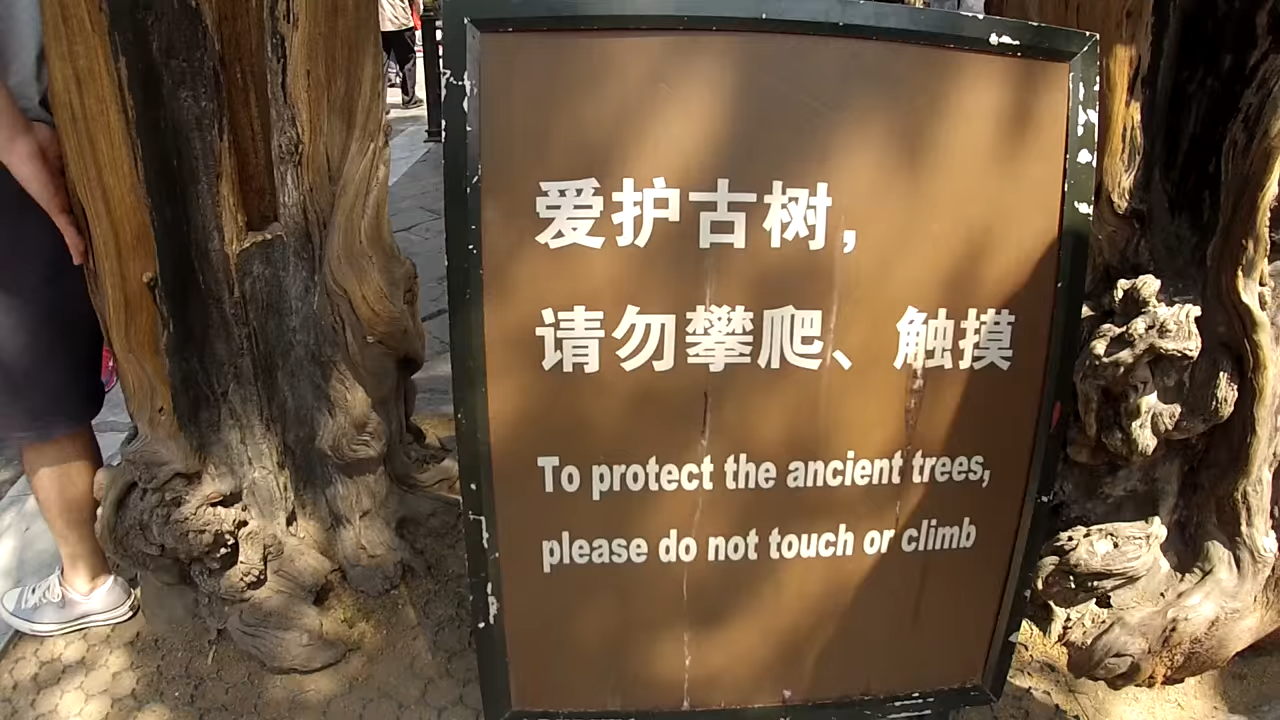 爱护古树，
请勿攀爬、触摸
To protect the ancient trees,
please do not touch or climb